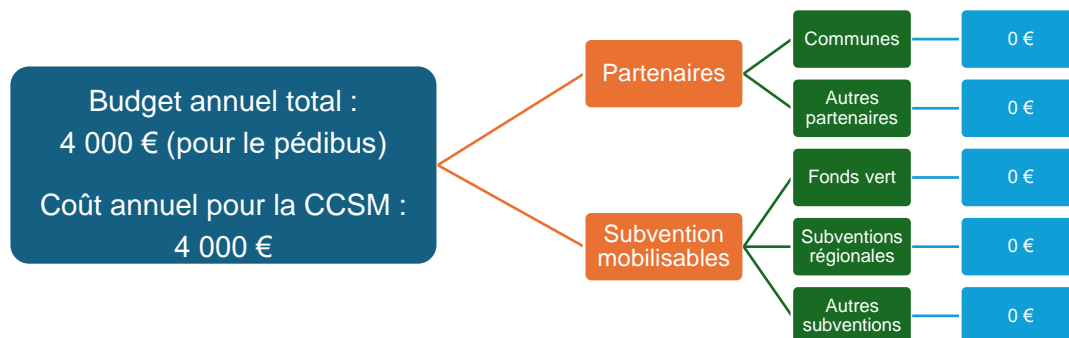 Budget annuel total :
4 000 € (pour le pédibus)
Coût annuel pour la CCSM :
4 000 €
Partenaires
Communes
0 €
Autres
partenaires
0 €
Subvention
mobilisables
Fonds vert
0 €
Subventions
régionales
0 €
Autres
subventions
0 €